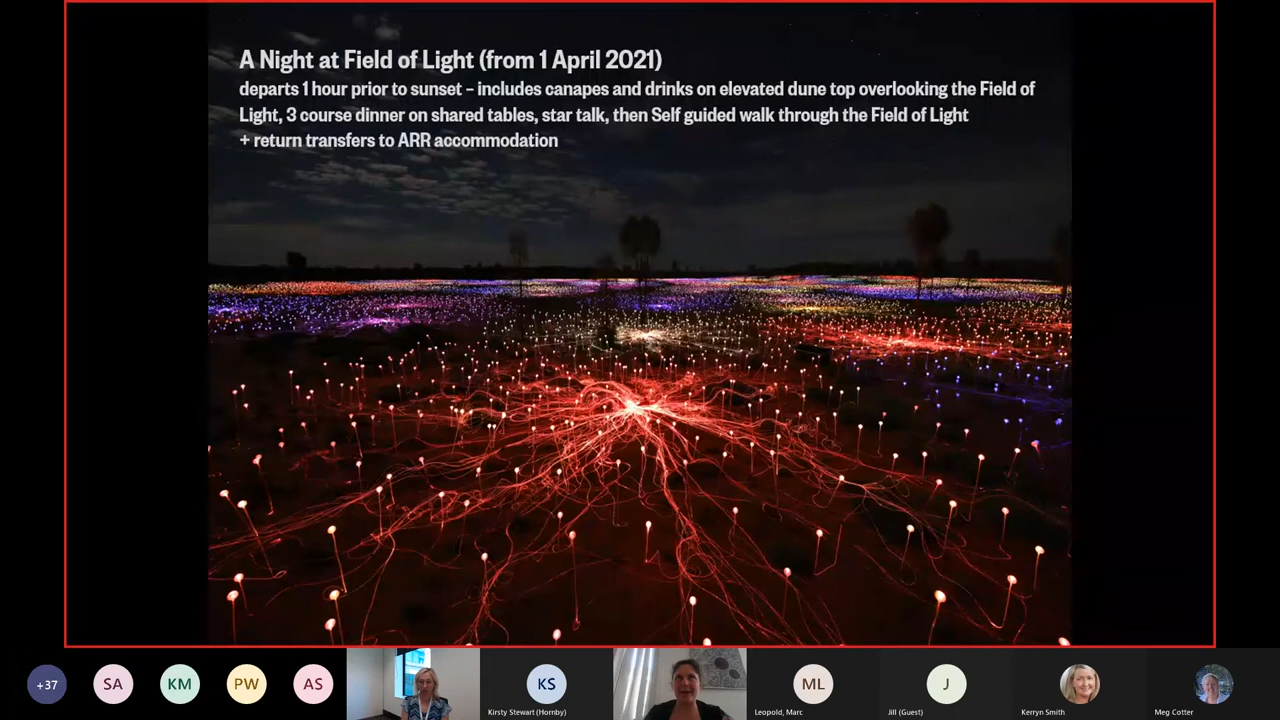 A Night at Field of Light (from 1 April 2021)
departs 1 hour prior to sunset – includes canapes and drinks on elevated dune top overlooking the Field of
Light, 3 course dinner on shared tables, star talk, then Self guided walk through the Field of Light
+ return transfers to ARR accommodation
+37
SA
KM
PW
AS
KS
ML
J
Kirsty Stewart (Hornby)
Leopold, Marc
Jill (Guest)
Kerryn Smith
Meg Cotter